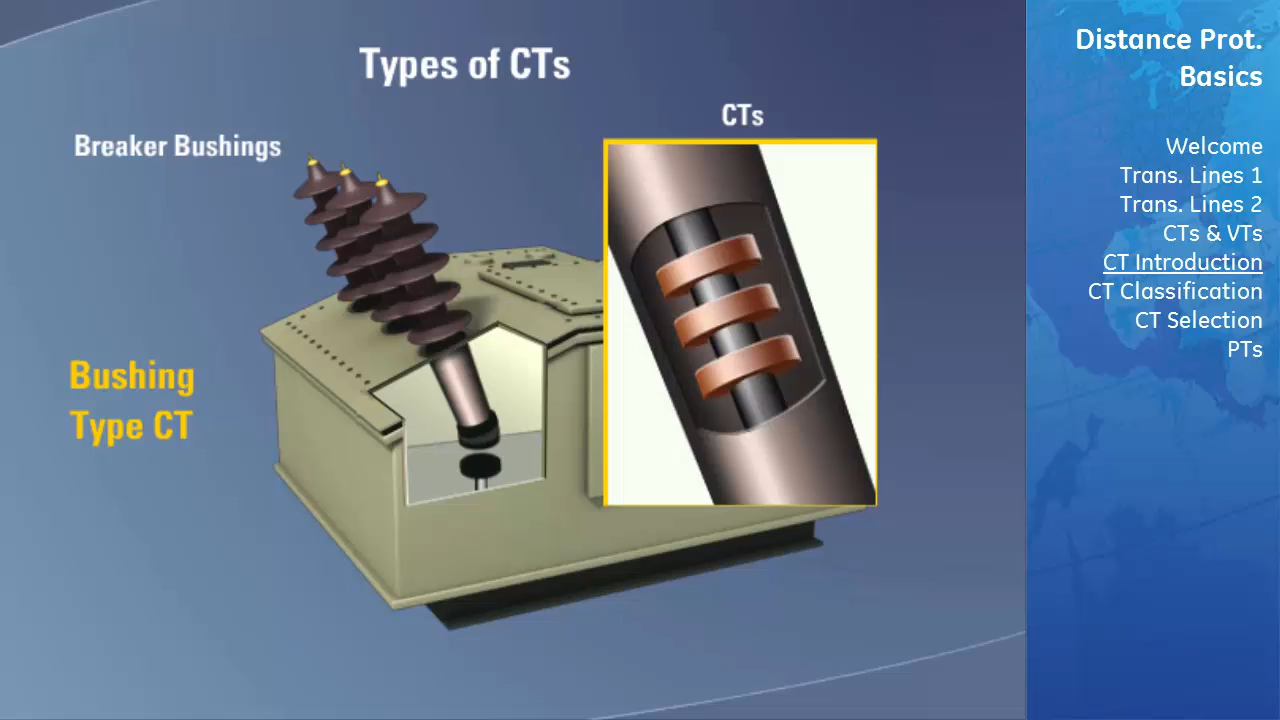 Types of CTs
CTs
Breaker Bushings
Bushing
Type CT
Distance Prot.
Basics
Welcome
Trans. Lines 1
Trans. Lines 2
CTs & VTs
CT Introduction
CT Classification
CT Selection
PTs